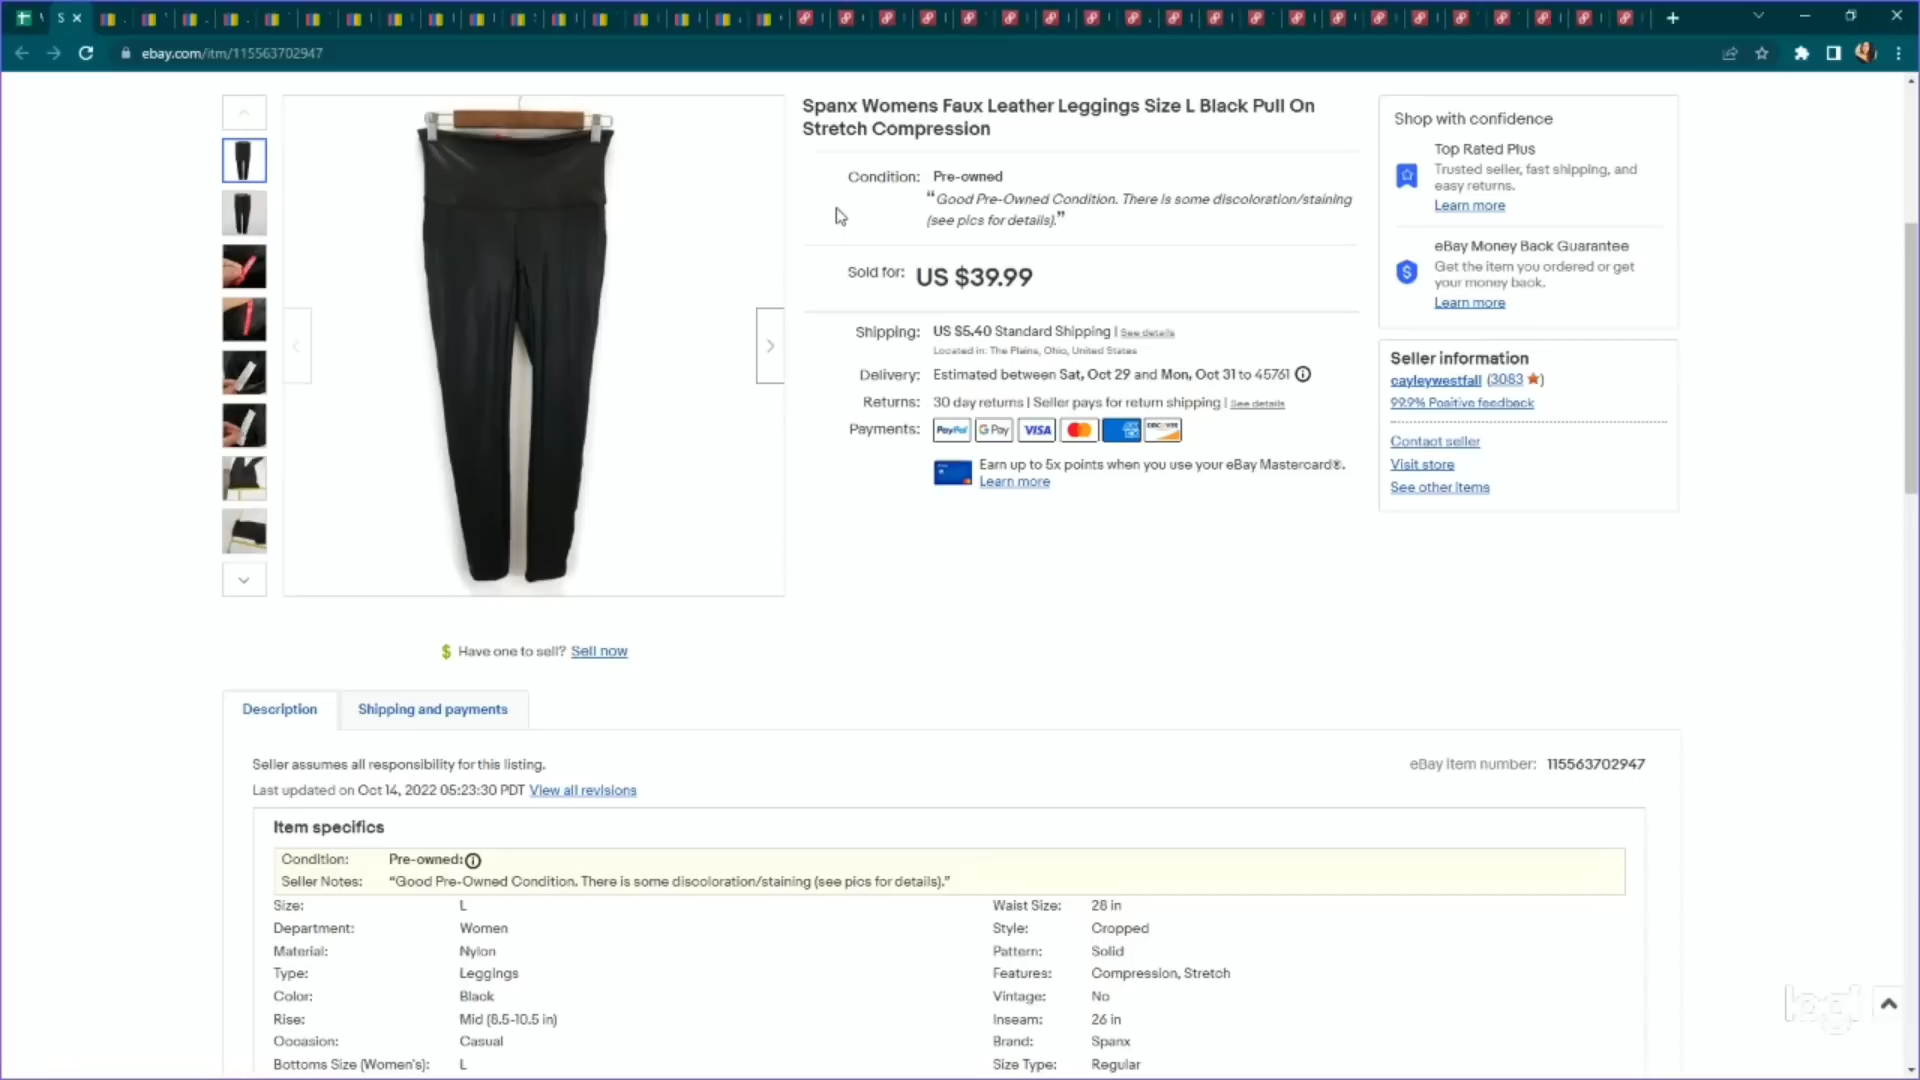 S
ebay.com/itm/115563702947
Spanx Womens Faux Leather Leggings Size L Black Pull On
Stretch Compression
Condition: Pre-owned
“Good Pre-Owned Condition. There is some discoloration/staining
(see pics for details).”
Sold for: US $39.99
Shipping: US $5.40 Standard Shipping | See details
Located in: The Plains, Ohio, United States
Delivery: Estimated between Sat, Oct 29 and Mon, Oct 31 to 45761
Returns: 30 day returns | Seller pays for return shipping | See details
Payments: PayPal G Pay VISA DISCOVER
Earn up to 5x points when you use your eBay Mastercard®.
Learn more
Shop with confidence
Top Rated Plus
Trusted seller, fast shipping, and
easy returns.
Learn more
eBay Money Back Guarantee
Get the item you ordered or get
your money back.
Learn more
Seller information
cayleywestfall (3083)
99.9% Positive feedback
Contact seller
Visit store
See other items
$ Have one to sell? Sell now
Description Shipping and payments
Seller assumes all responsibility for this listing.
eBay item number: 115563702947
Last updated on Oct 14, 2022 05:23:30 PDT View all revisions
Item specifics
Condition: Pre-owned:
Seller Notes: “Good Pre-Owned Condition. There is some discoloration/staining (see pics for details).”
Size: L Waist Size: 28 in
Department: Women Style: Cropped
Material: Nylon Pattern: Solid
Type: Leggings Features: Compression, Stretch
Color: Black Vintage: No
Rise: Mid (8.5-10.5 in) Inseam: 26 in
Occasion: Casual Brand: Spanx
Bottoms Size (Women's): L Size Type: Regular